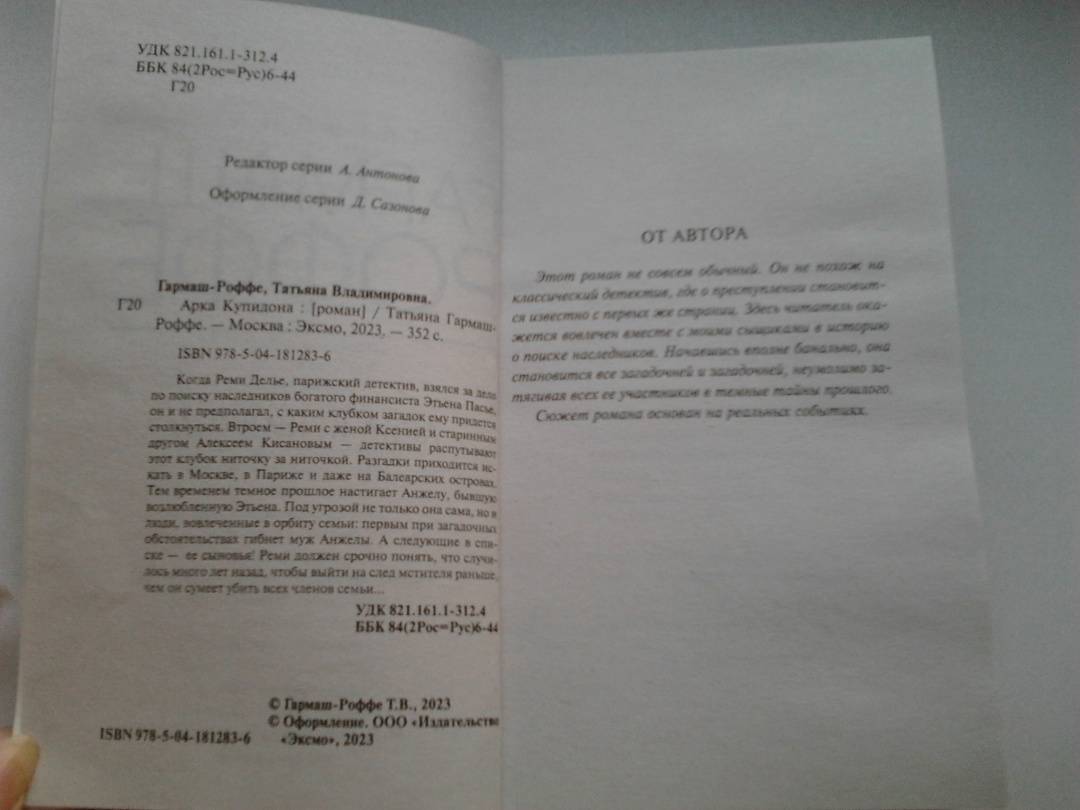 УДК 821.161.1-312.4
ББК 84(2Рос=Рус)6-44
Г20
Редактор серии А. Антонова
Оформление серии Д. Сазонова
Гармаш-Роффе, Татьяна Владимировна.
Г20 Арка Купидона : [роман] / Татьяна Гармаш-
Роффе. — Москва : Эксмо, 2023. — 352 с.
ISBN 978-5-04-181283-6
Когда Реми Делье, парижский детектив, взялся за дело
по поиску наследников богатого финансиста Этьена Пасье,
он и не предполагал, с каким клубком загадок ему придется
столкнуться. Втроем — Реми с женой Ксенией и старинным
другом Алексеем Кисановым — детективы распутывают
этот клубок ниточку за ниточкой. Разгадки приходится ис-
кать в Москве, в Париже и даже на Балеарских островах.
Тем временем темное прошлое настигает Анжелу, бывшую
возлюбленную Этьена. Под угрозой не только она сама, но и
люди, вовлеченные в орбиту семьи: первым при загадочных
обстоятельствах гибнет муж Анжелы. А следующие в спи-
ске — ее сыновья! Реми должен срочно понять, что случи-
лось много лет назад, чтобы выйти на след мстителя раньше,
чем он сумеет убить всех членов семьи...
УДК 821.161.1-312.4
ББК 84(2Рос=Рус)6-44
© Гармаш-Роффе Т.В., 2023
© Оформление. ООО «Издательство
ISBN 978-5-04-181283-6 «Эксмо», 2023
ОТ АВТОРА
Этот роман не совсем обычный. Он не похож на
классический детектив, где о преступлении становит-
ся известно с первых же страниц. Здесь читатель ока-
жется вовлечен вместе с моими сыщиками в историю
о поиске наследников. Начавшись вполне банально, она
становится все загадочней и загадочней, неумолимо за-
тягивая всех ее участников в темные тайны прошлого.
Сюжет романа основан на реальных событиях.